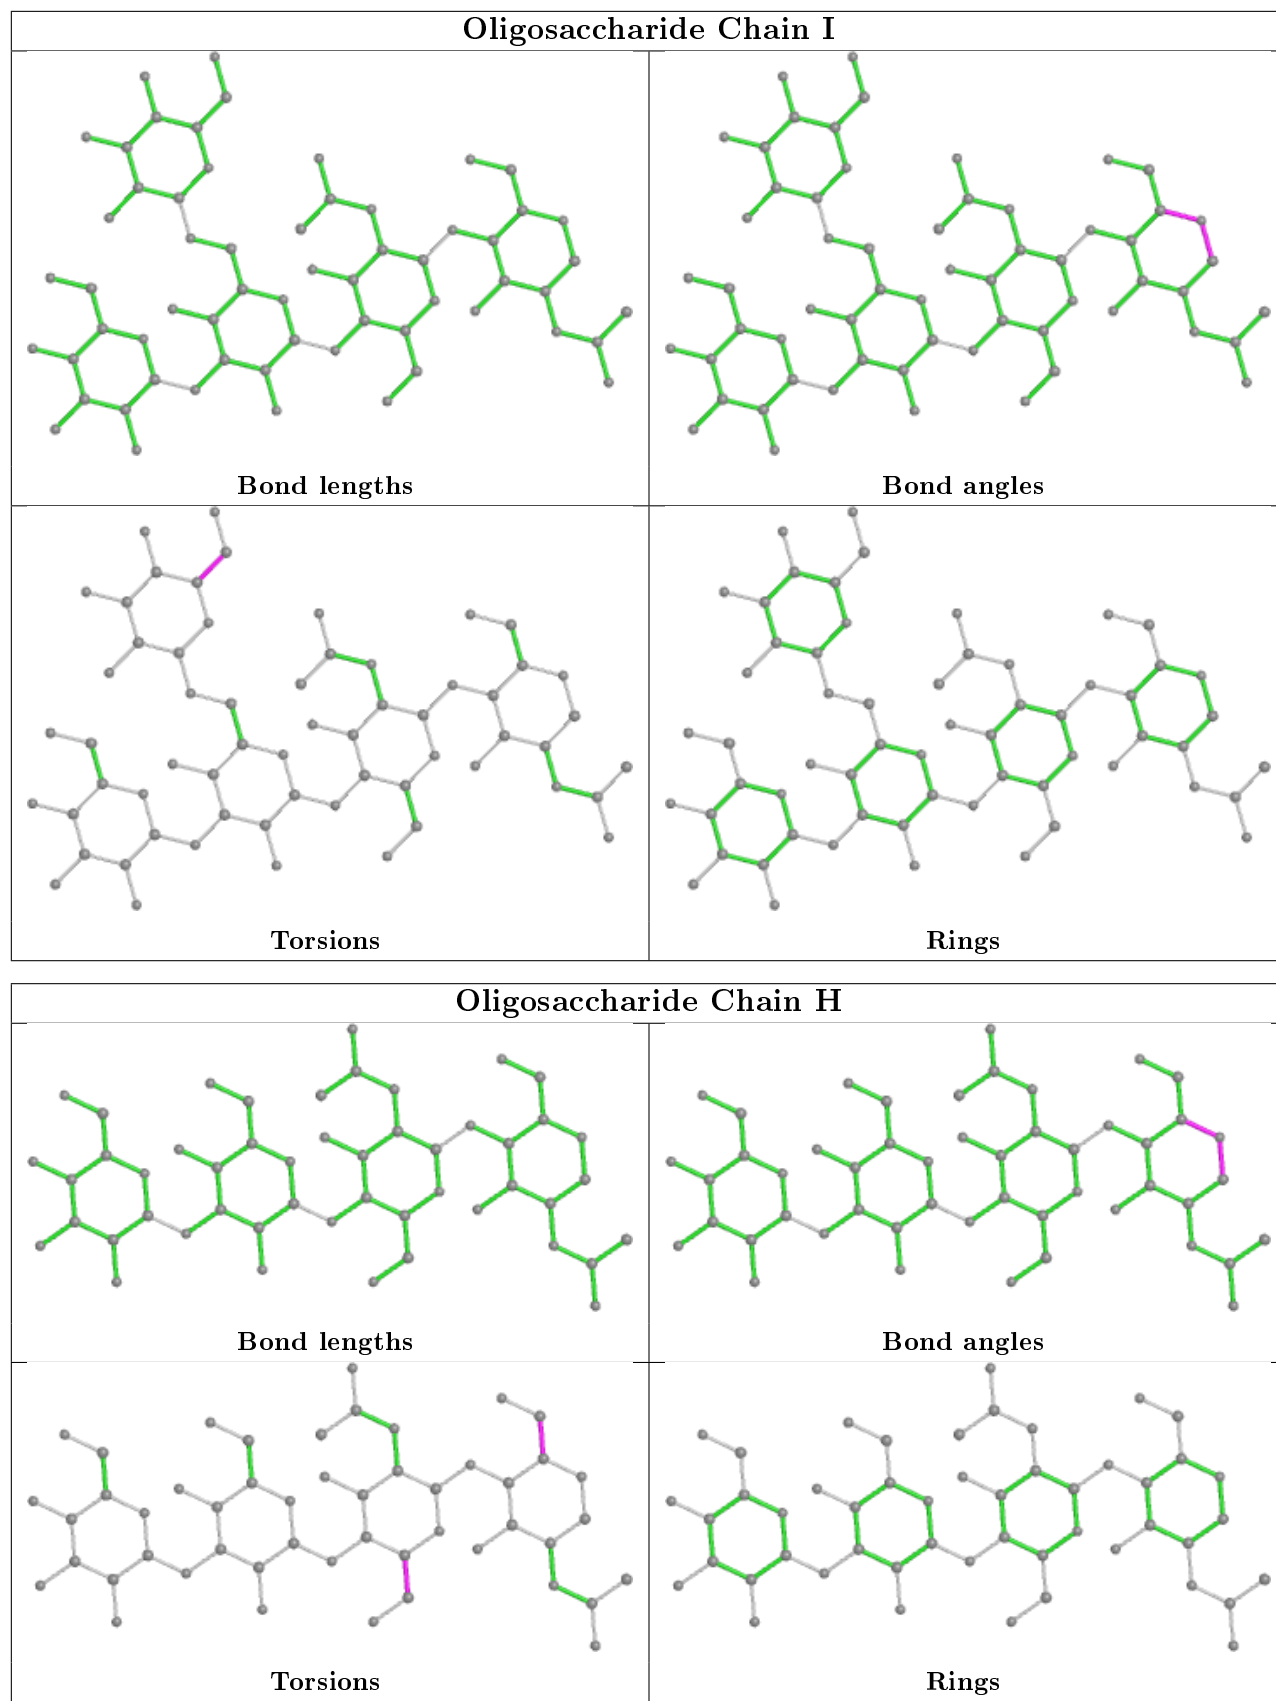 Oligosaccharide Chain I
Bond lengths
Bond angles
Torsions
Rings
Oligosaccharide Chain H
Bond lengths
Bond angles
Torsions
Rings